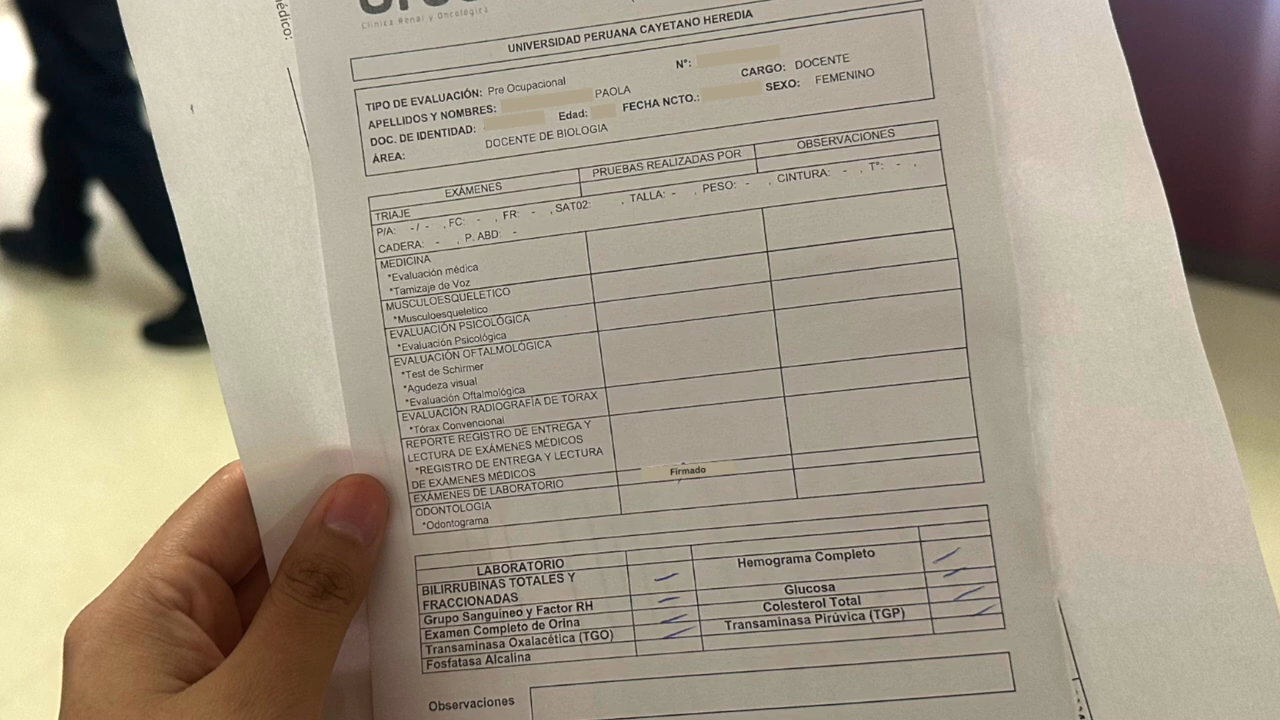 édico:
Clínica Renal y Oncológica
UNIVERSIDAD PERUANA CAYETANO HEREDIA
TIPO DE EVALUACIÓN: Pre Ocupacional
N°:
CARGO: DOCENTE
APELLIDOS Y NOMBRES: PAOLA
DOC. DE IDENTIDAD: Edad: FECHA NCTO.: SEXO: FEMENINO
ÁREA: DOCENTE DE BIOLOGIA
EXÁMENES PRUEBAS REALIZADAS POR OBSERVACIONES
TRIAJE
P/A: - / - , FC: - , FR: - , SAT02: , TALLA: - , PESO: - , CINTURA: - , T°: - ,
CADERA: - , P. ABD: -
MEDICINA
*Evaluación médica
*Tamizaje de Voz
MUSCULOESQUELETICO
*Musculoesqueletico
EVALUACIÓN PSICOLÓGICA
*Evaluación Psicológica
EVALUACIÓN OFTALMOLÓGICA
*Test de Schirmer
*Agudeza visual
*Evaluación Oftalmológica
EVALUACIÓN RADIOGRAFÍA DE TORAX
*Tórax Convencional
REPORTE REGISTRO DE ENTREGA Y
LECTURA DE EXÁMENES MÉDICOS
*REGISTRO DE ENTREGA Y LECTURA
DE EXÁMENES MÉDICOS
Firmado
EXÁMENES DE LABORATORIO
ODONTOLOGIA
*Odontograma
LABORATORIO
BILIRRUBINAS TOTALES Y
FRACCIONADAS
Hemograma Completo
Grupo Sanguineo y Factor RH
Glucosa
Examen Completo de Orina
Colesterol Total
Transaminasa Oxalacética (TGO)
Transaminasa Pirúvica (TGP)
Fosfatasa Alcalina
Observaciones